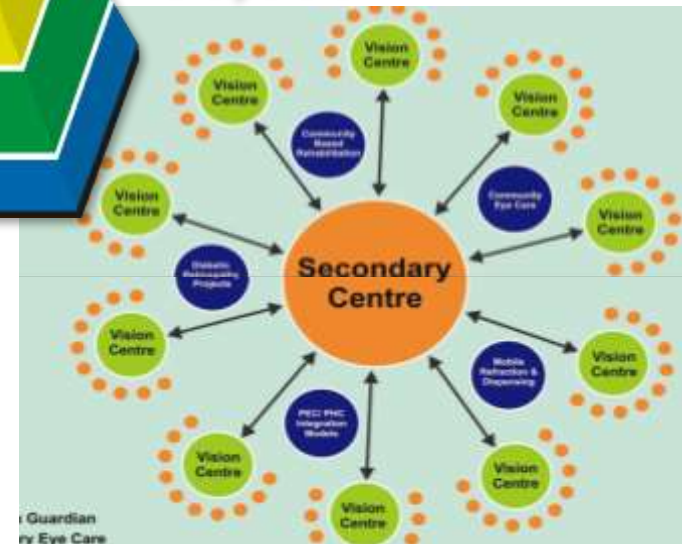 Vision
Centre
Vision
Centre
Vision
Centre
Community
Based
Rehabilitation
Community
Eye Care
Vision
Centre
Vision
Centre
Diabetic
Retinopathy
Projects
Secondary
Centre
Vision
Centre
Mobile
Refraction &
Dispensing
Vision
Centre
PEC/ PHC
Integration
Models
Vision
Centre
Vision
Centre
Vision
Centre
Guardian
ry Eye Care